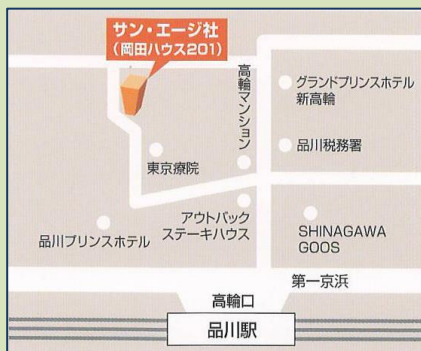 サン・エージ社
(岡田ハウス201)
高輪マンション
グランドプリンスホテル
新高輪
品川税務署
東京療院
アウトバック
ステーキハウス
品川プリンスホテル
SHINAGAWA
GOOS
第一京浜
高輪口
品川駅